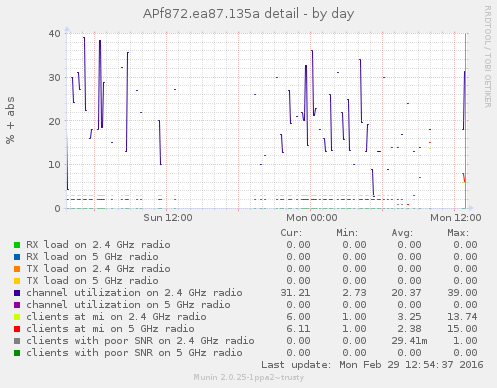 APf872.ea87.135a detail - by day
RRDTOOL / TOBI OETIKER
% + abs
40
30
20
10
0
Sun 12:00 Mon 00:00 Mon 12:00
Cur: Min: Avg: Max:
RX load on 2.4 GHz radio 0.00 0.00 0.00 0.00
RX load on 5 GHz radio 0.00 0.00 0.00 0.00
TX load on 2.4 GHz radio 0.00 0.00 0.00 0.00
TX load on 5 GHz radio 0.00 0.00 0.00 0.00
channel utilization on 2.4 GHz radio 31.21 2.73 20.37 39.00
channel utilization on 5 GHz radio 0.00 0.00 0.00 0.00
clients at mi on 2.4 GHz radio 6.00 1.00 3.25 13.74
clients at mi on 5 GHz radio 6.11 1.00 2.38 15.00
clients with poor SNR on 2.4 GHz radio 0.00 0.00 29.41m 1.00
clients with poor SNR on 5 GHz radio 0.00 0.00 0.00 0.00
Last update: Mon Feb 29 12:54:37 2016
Munin 2.0.25-1ppa2~trusty